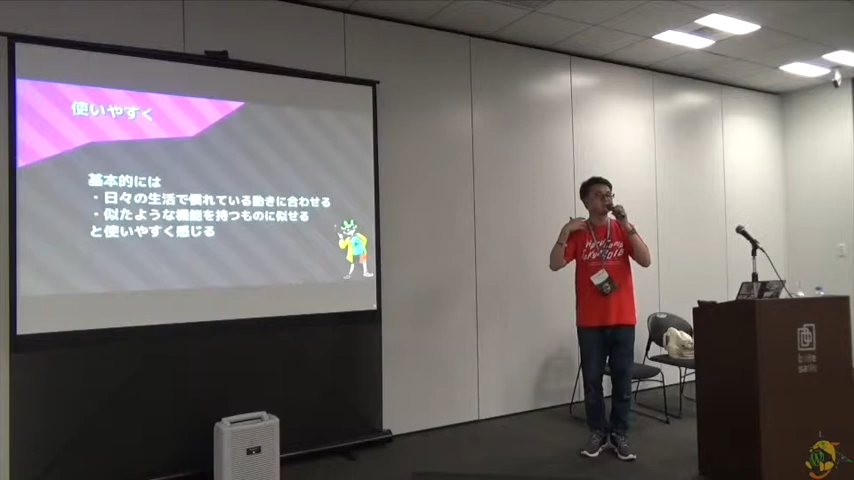 使いやすく
基本的には
・日々の生活で慣れている動きに合わせる
・似たような機能を持つものに似せる
と使いやすく感じる